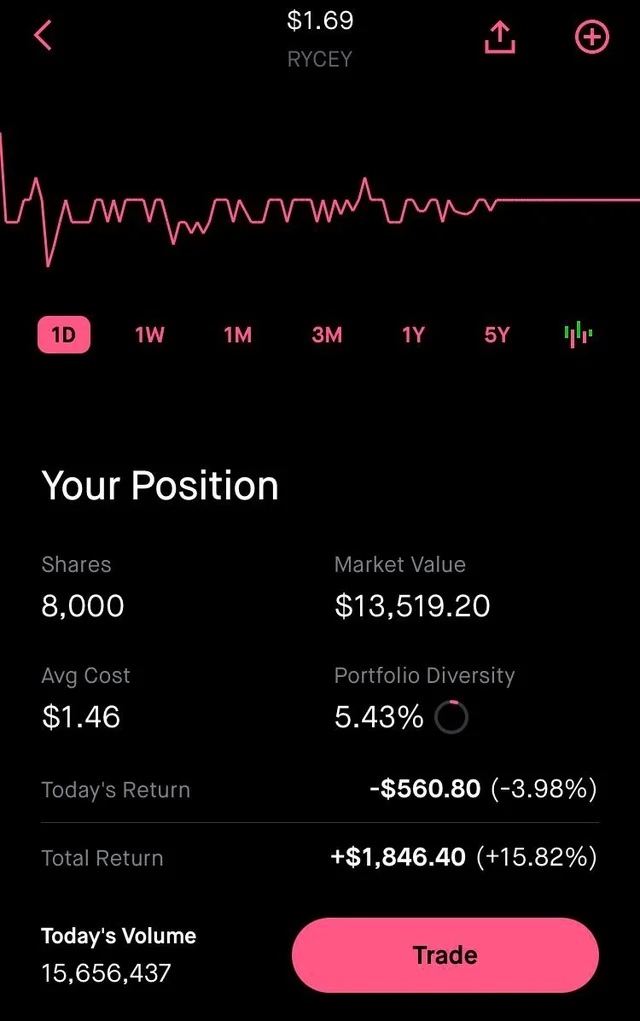 $1.69
RYCEY
1D 1W 1M 3M 1Y 5Y
Your Position
Shares Market Value
8,000 $13,519.20
Avg Cost Portfolio Diversity
$1.46 5.43%
Today's Return -$560.80 (-3.98%)
Total Return +$1,846.40 (+15.82%)
Today's Volume
15,656,437
Trade